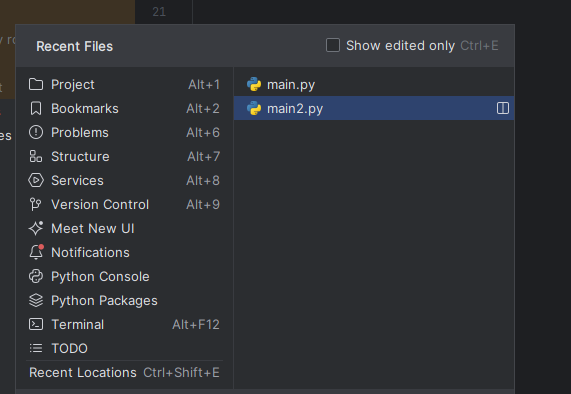 21
Recent Files Show edited only Ctrl+E
Project Alt+1
Bookmarks Alt+2
Problems Alt+6
Structure Alt+7
Services Alt+8
Version Control Alt+9
Meet New UI
Notifications
Python Console
Python Packages
Terminal Alt+F12
TODO
Recent Locations Ctrl+Shift+E
main.py
main2.py